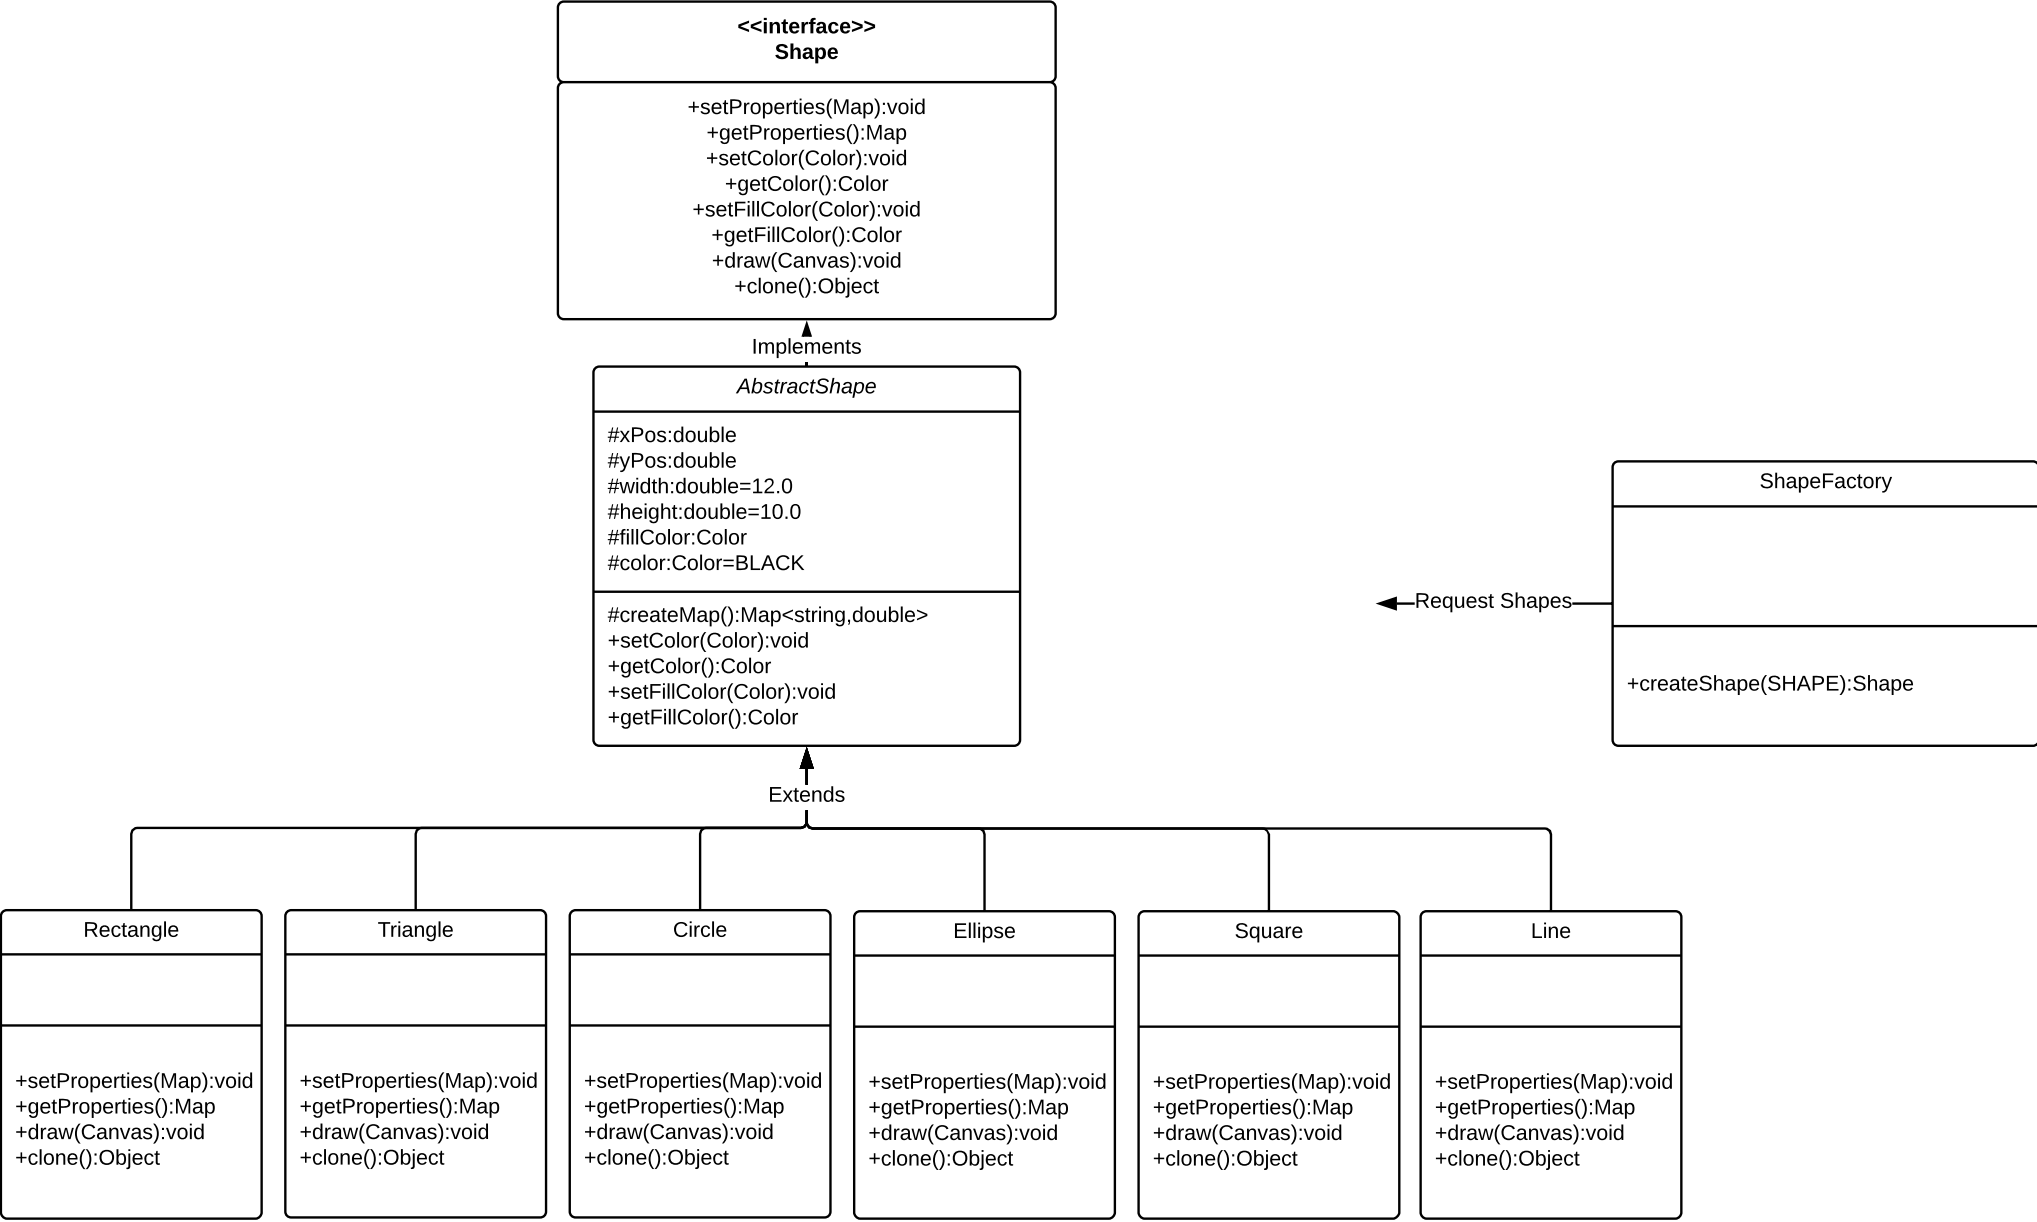 <<interface>>
Shape
+setProperties(Map):void
+getProperties():Map
+setColor(Color):void
+getColor():Color
+setFillColor(Color):void
+getFillColor():Color
+draw(Canvas):void
+clone():Object
Implements
AbstractShape
#xPos:double
#yPos:double
#width:double=12.0
#height:double=10.0
#fillColor:Color
#color:Color=BLACK
#createMap():Map<string,double>
+setColor(Color):void
+getColor():Color
+setFillColor(Color):void
+getFillColor():Color
ShapeFactory
Request Shapes
+createShape(SHAPE):Shape
Extends
Rectangle
+setProperties(Map):void
+getProperties():Map
+draw(Canvas):void
+clone():Object
Triangle
+setProperties(Map):void
+getProperties():Map
+draw(Canvas):void
+clone():Object
Circle
+setProperties(Map):void
+getProperties():Map
+draw(Canvas):void
+clone():Object
Ellipse
+setProperties(Map):void
+getProperties():Map
+draw(Canvas):void
+clone():Object
Square
+setProperties(Map):void
+getProperties():Map
+draw(Canvas):void
+clone():Object
Line
+setProperties(Map):void
+getProperties():Map
+draw(Canvas):void
+clone():Object